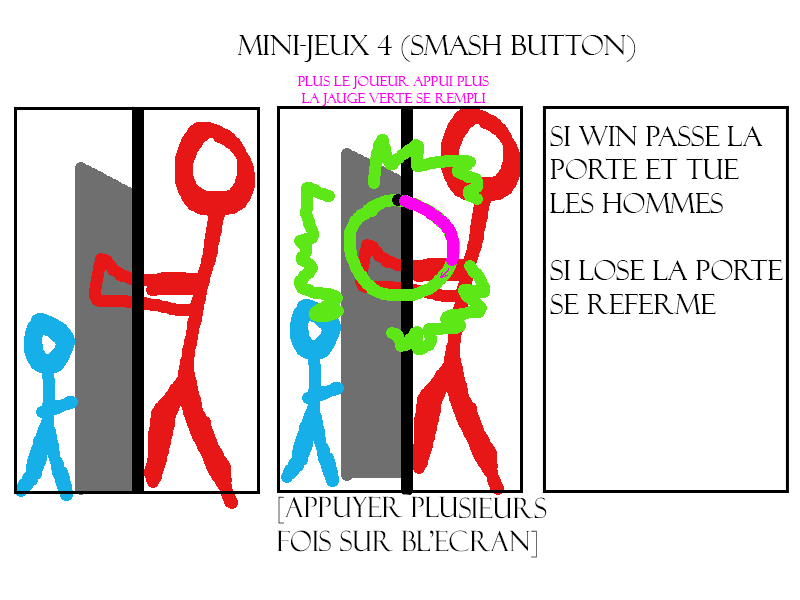 MINI-JEUX 4 (SMASH BUTTON)
PLUS LE JOUEUR APPUI PLUS
LA JAUGE VERTE SE REMPLI
SI WIN PASSE LA
PORTE ET TUE
LES HOMMES
SI LOSE LA PORTE
SE REFERME
[APPUYER PLUSIEURS
FOIS SUR BL'ECRAN]